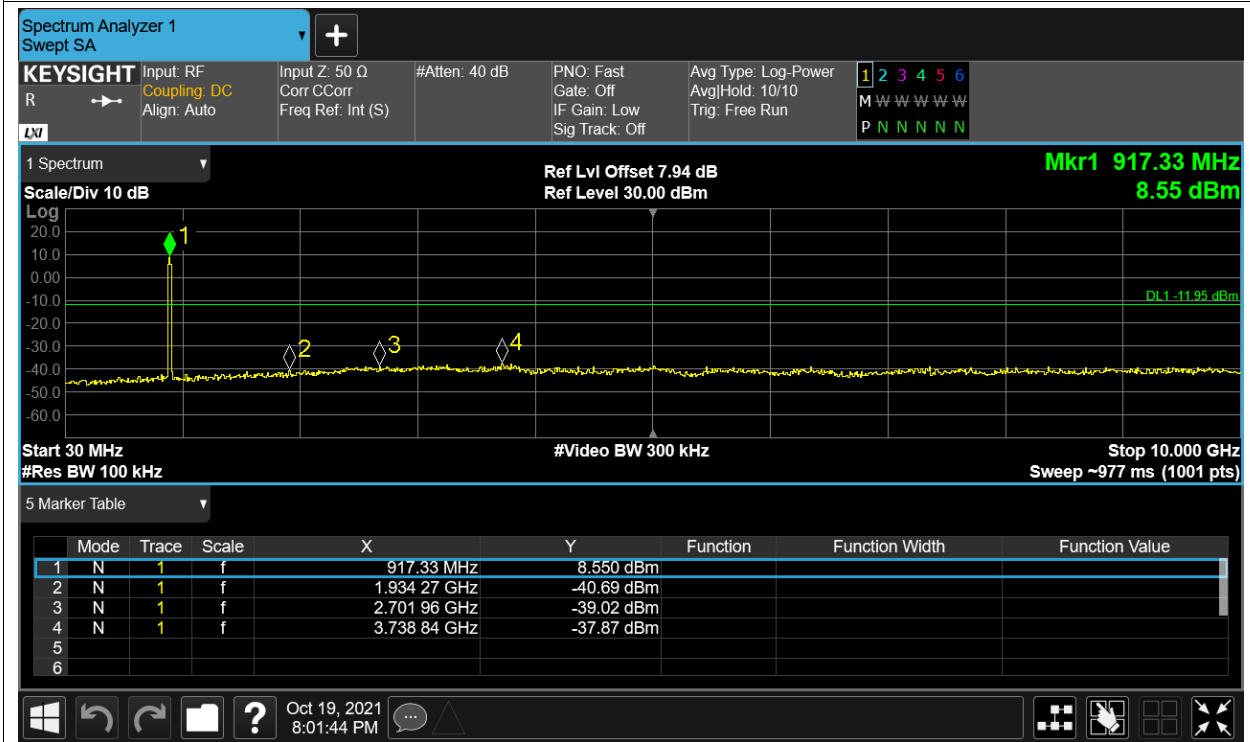 Spectrum Analyzer 1
Swept SA
+
KEYSIGHT Input: RF Input Z: 50 Ω #Atten: 40 dB PNO: Fast Avg Type: Log-Power 1 2 3 4 5 6
R Coupling: DC Corr CCorr Gate: Off Avg|Hold: 10/10 M W W W W W
Align: Auto Freq Ref: Int (S) IF Gain: Low Trig: Free Run
LXI Sig Track: Off P N N N N N
1 Spectrum Ref Lvl Offset 7.94 dB Mkr1 917.33 MHz
Scale/Div 10 dB Ref Level 30.00 dBm 8.55 dBm
Log
20.0 1
10.0
0.00
-10.0 DL1 -11.95 dBm
-20.0
-30.0 2 3 4
-40.0
-50.0
-60.0
Start 30 MHz #Video BW 300 kHz Stop 10.000 GHz
#Res BW 100 kHz Sweep ~977 ms (1001 pts)
5 Marker Table
Mode Trace Scale X Y Function Function Width Function Value
1 N 1 f 917.33 MHz 8.550 dBm
2 N 1 f 1.934 27 GHz -40.69 dBm
3 N 1 f 2.701 96 GHz -39.02 dBm
4 N 1 f 3.738 84 GHz -37.87 dBm
5
6
? Oct 19, 2021
8:01:44 PM